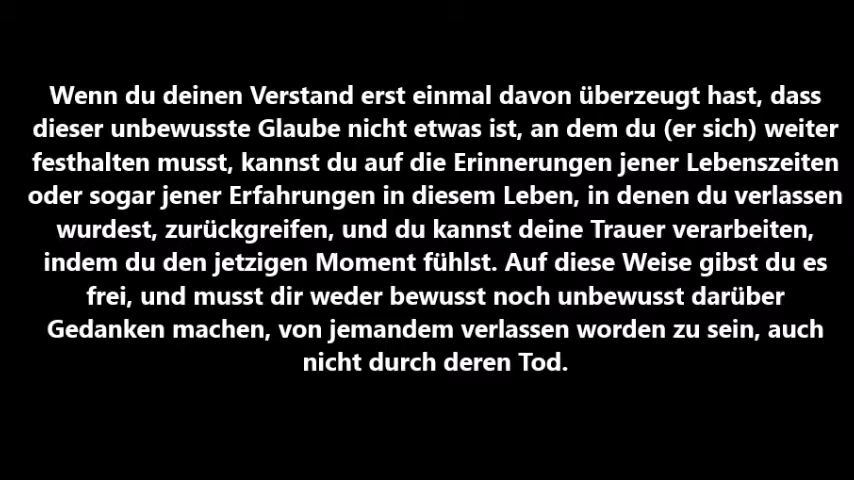 Wenn du deinen Verstand erst einmal davon überzeugt hast, dass
dieser unbewusste Glaube nicht etwas ist, an dem du (er sich) weiter
festhalten musst, kannst du auf die Erinnerungen jener Lebenszeiten
oder sogar jener Erfahrungen in diesem Leben, in denen du verlassen
wurdest, zurückgreifen, und du kannst deine Trauer verarbeiten,
indem du den jetzigen Moment fühlst. Auf diese Weise gibst du es
frei, und musst dir weder bewusst noch unbewusst darüber
Gedanken machen, von jemandem verlassen worden zu sein, auch
nicht durch deren Tod.